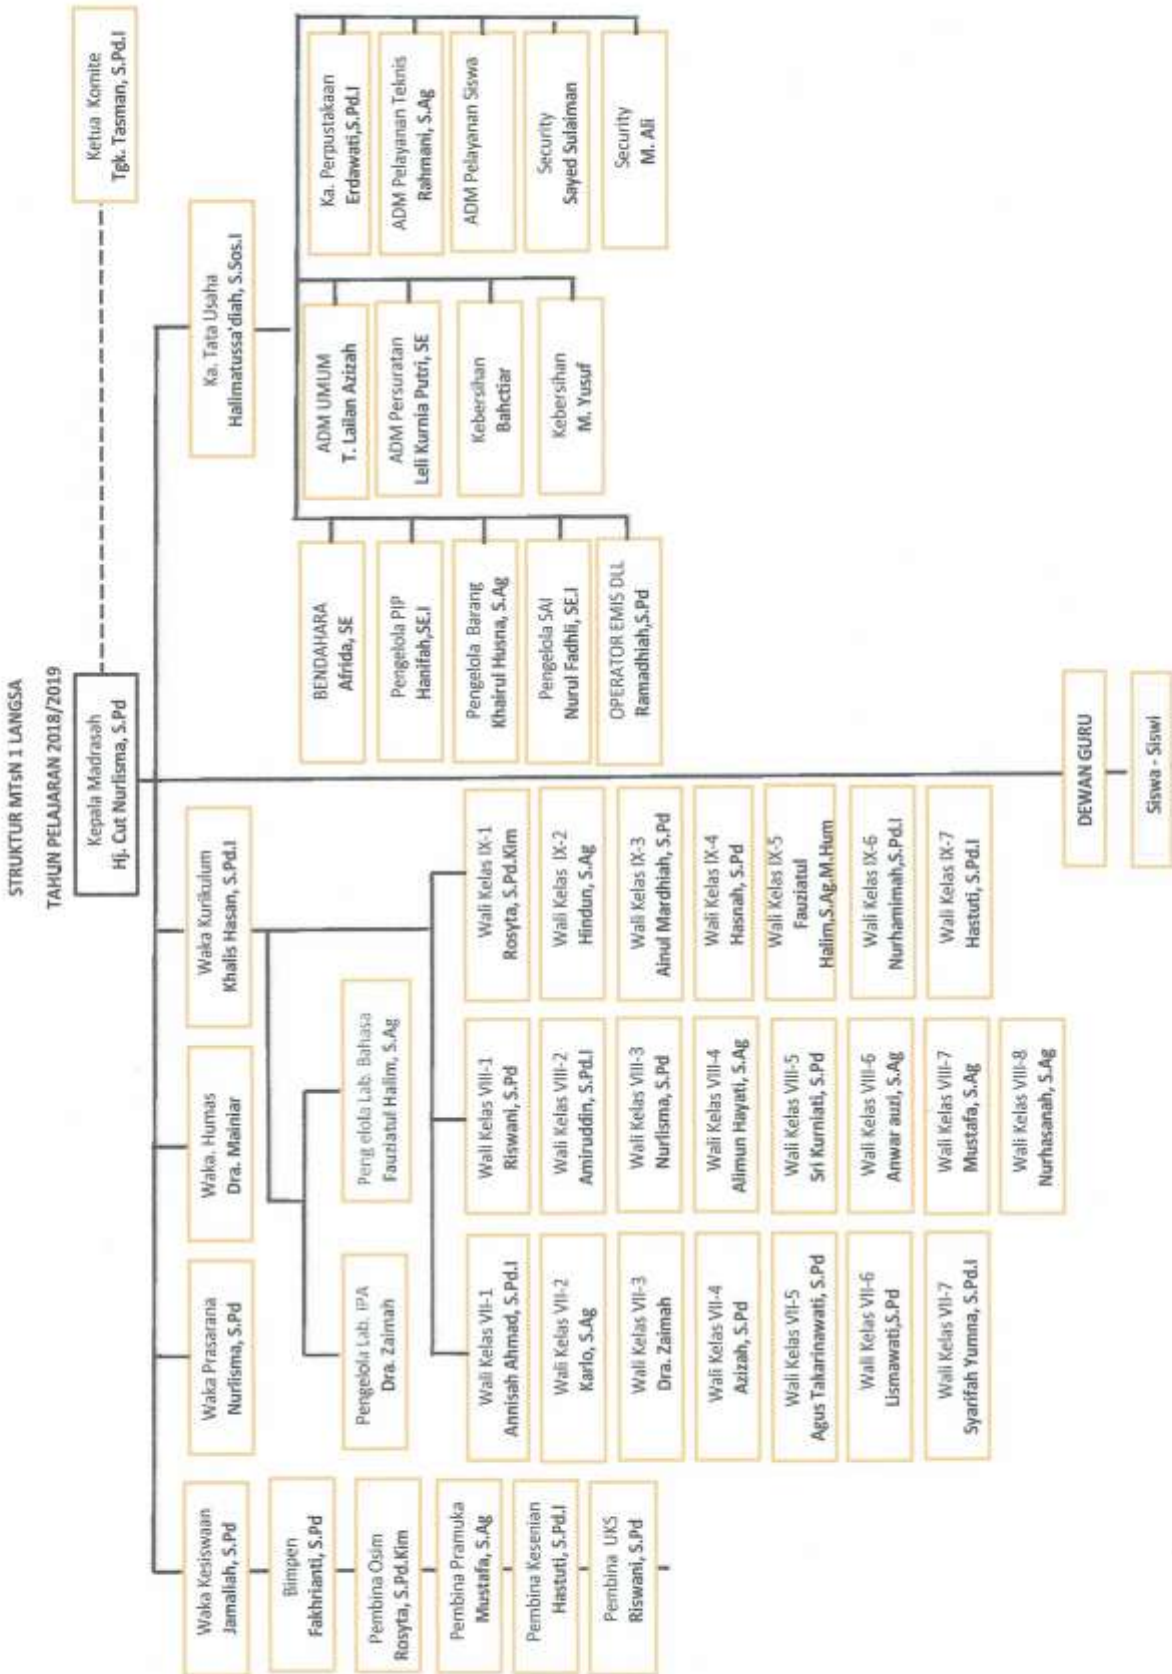 STRUKTUR MTsN 1 LANGSA
TAHUN PELAJARAN 2018/2019
Kepala Madrasah
Hj. Cut Nurlisma, S.Pd
Ketua Komite
Tgk. Tasman, S.Pd.I
Waka Kesiswaan
Jamaliah, S.Pd
Waka Prasarana
Nurlisma, S.Pd
Waka. Humas
Dra. Mainiar
Waka Kurikulum
Khalis Hasan, S.Pd.I
Ka. Tata Usaha
Halimatussa'diah, S.Sos.I
Bimpen
Fakhrianti, S.Pd
Pembina Osim
Rosyta, S.Pd.Kim
Pembina Pramuka
Mustafa, S.Ag
Pembina Kesenian
Hastuti, S.Pd.I
Pembina UKS
Riswani, S.Pd
Pengelola Lab. IPA
Dra. Zaimah
Peng elola Lab. Bahasa
Fauziatul Halim, S.Ag
Wali Kelas VII-1
Annisah Ahmad, S.Pd.I
Wali Kelas VII-2
Karlo, S.Ag
Wali Kelas VII-3
Dra. Zaimah
Wali Kelas VII-4
Azizah, S.Pd
Wali Kelas VII-5
Agus Takarinawati, S.Pd
Wali Kelas VII-6
Lismawati,S.Pd
Wali Kelas VII-7
Syarifah Yumna, S.Pd.I
Wali Kelas VIII-1
Riswani, S.Pd
Wali Kelas VIII-2
Amiruddin, S.Pd.I
Wali Kelas VIII-3
Nurlisma, S.Pd
Wali Kelas VIII-4
Alimun Hayati, S.Ag
Wali Kelas VIII-5
Sri Kurniati, S.Pd
Wali Kelas VIII-6
Anwar auzi, S.Ag
Wali Kelas VIII-7
Mustafa, S.Ag
Wali Kelas VIII-8
Nurhasanah, S.Ag
Wali Kelas IX-1
Rosyta, S.Pd.Kim
Wali Kelas IX-2
Hindun, S.Ag
Wali Kelas IX-3
Ainul Mardhiah, S.Pd
Wali Kelas IX-4
Hasnah, S.Pd
Wali Kelas IX-5
Fauziatul
Halim,S.Ag,M.Hum
Wali Kelas IX-6
Nurhamimah,S.Pd.I
Wali Kelas IX-7
Hastuti, S.Pd.I
BENDAHARA
Afrida, SE
Pengelola PIP
Hanifah,SE.I
Pengelola Barang
Khairul Husna, S.Ag
Pengelola SAI
Nurul Fadhli, SE.I
OPERATOR EMIS DLL
Ramadhiah,S.Pd
ADM UMUM
T. Lailan Azizah
ADM Persuratan
Leli Kurnia Putri, SE
Kebersihan
Bahctiar
Kebersihan
M. Yusuf
Ka. Perpustakaan
Erdawati,S.Pd.I
ADM Pelayanan Teknis
Rahmani, S.Ag
ADM Pelayanan Siswa
Security
Sayed Sulaiman
Security
M. Ali
DEWAN GURU
Siswa - Siswi